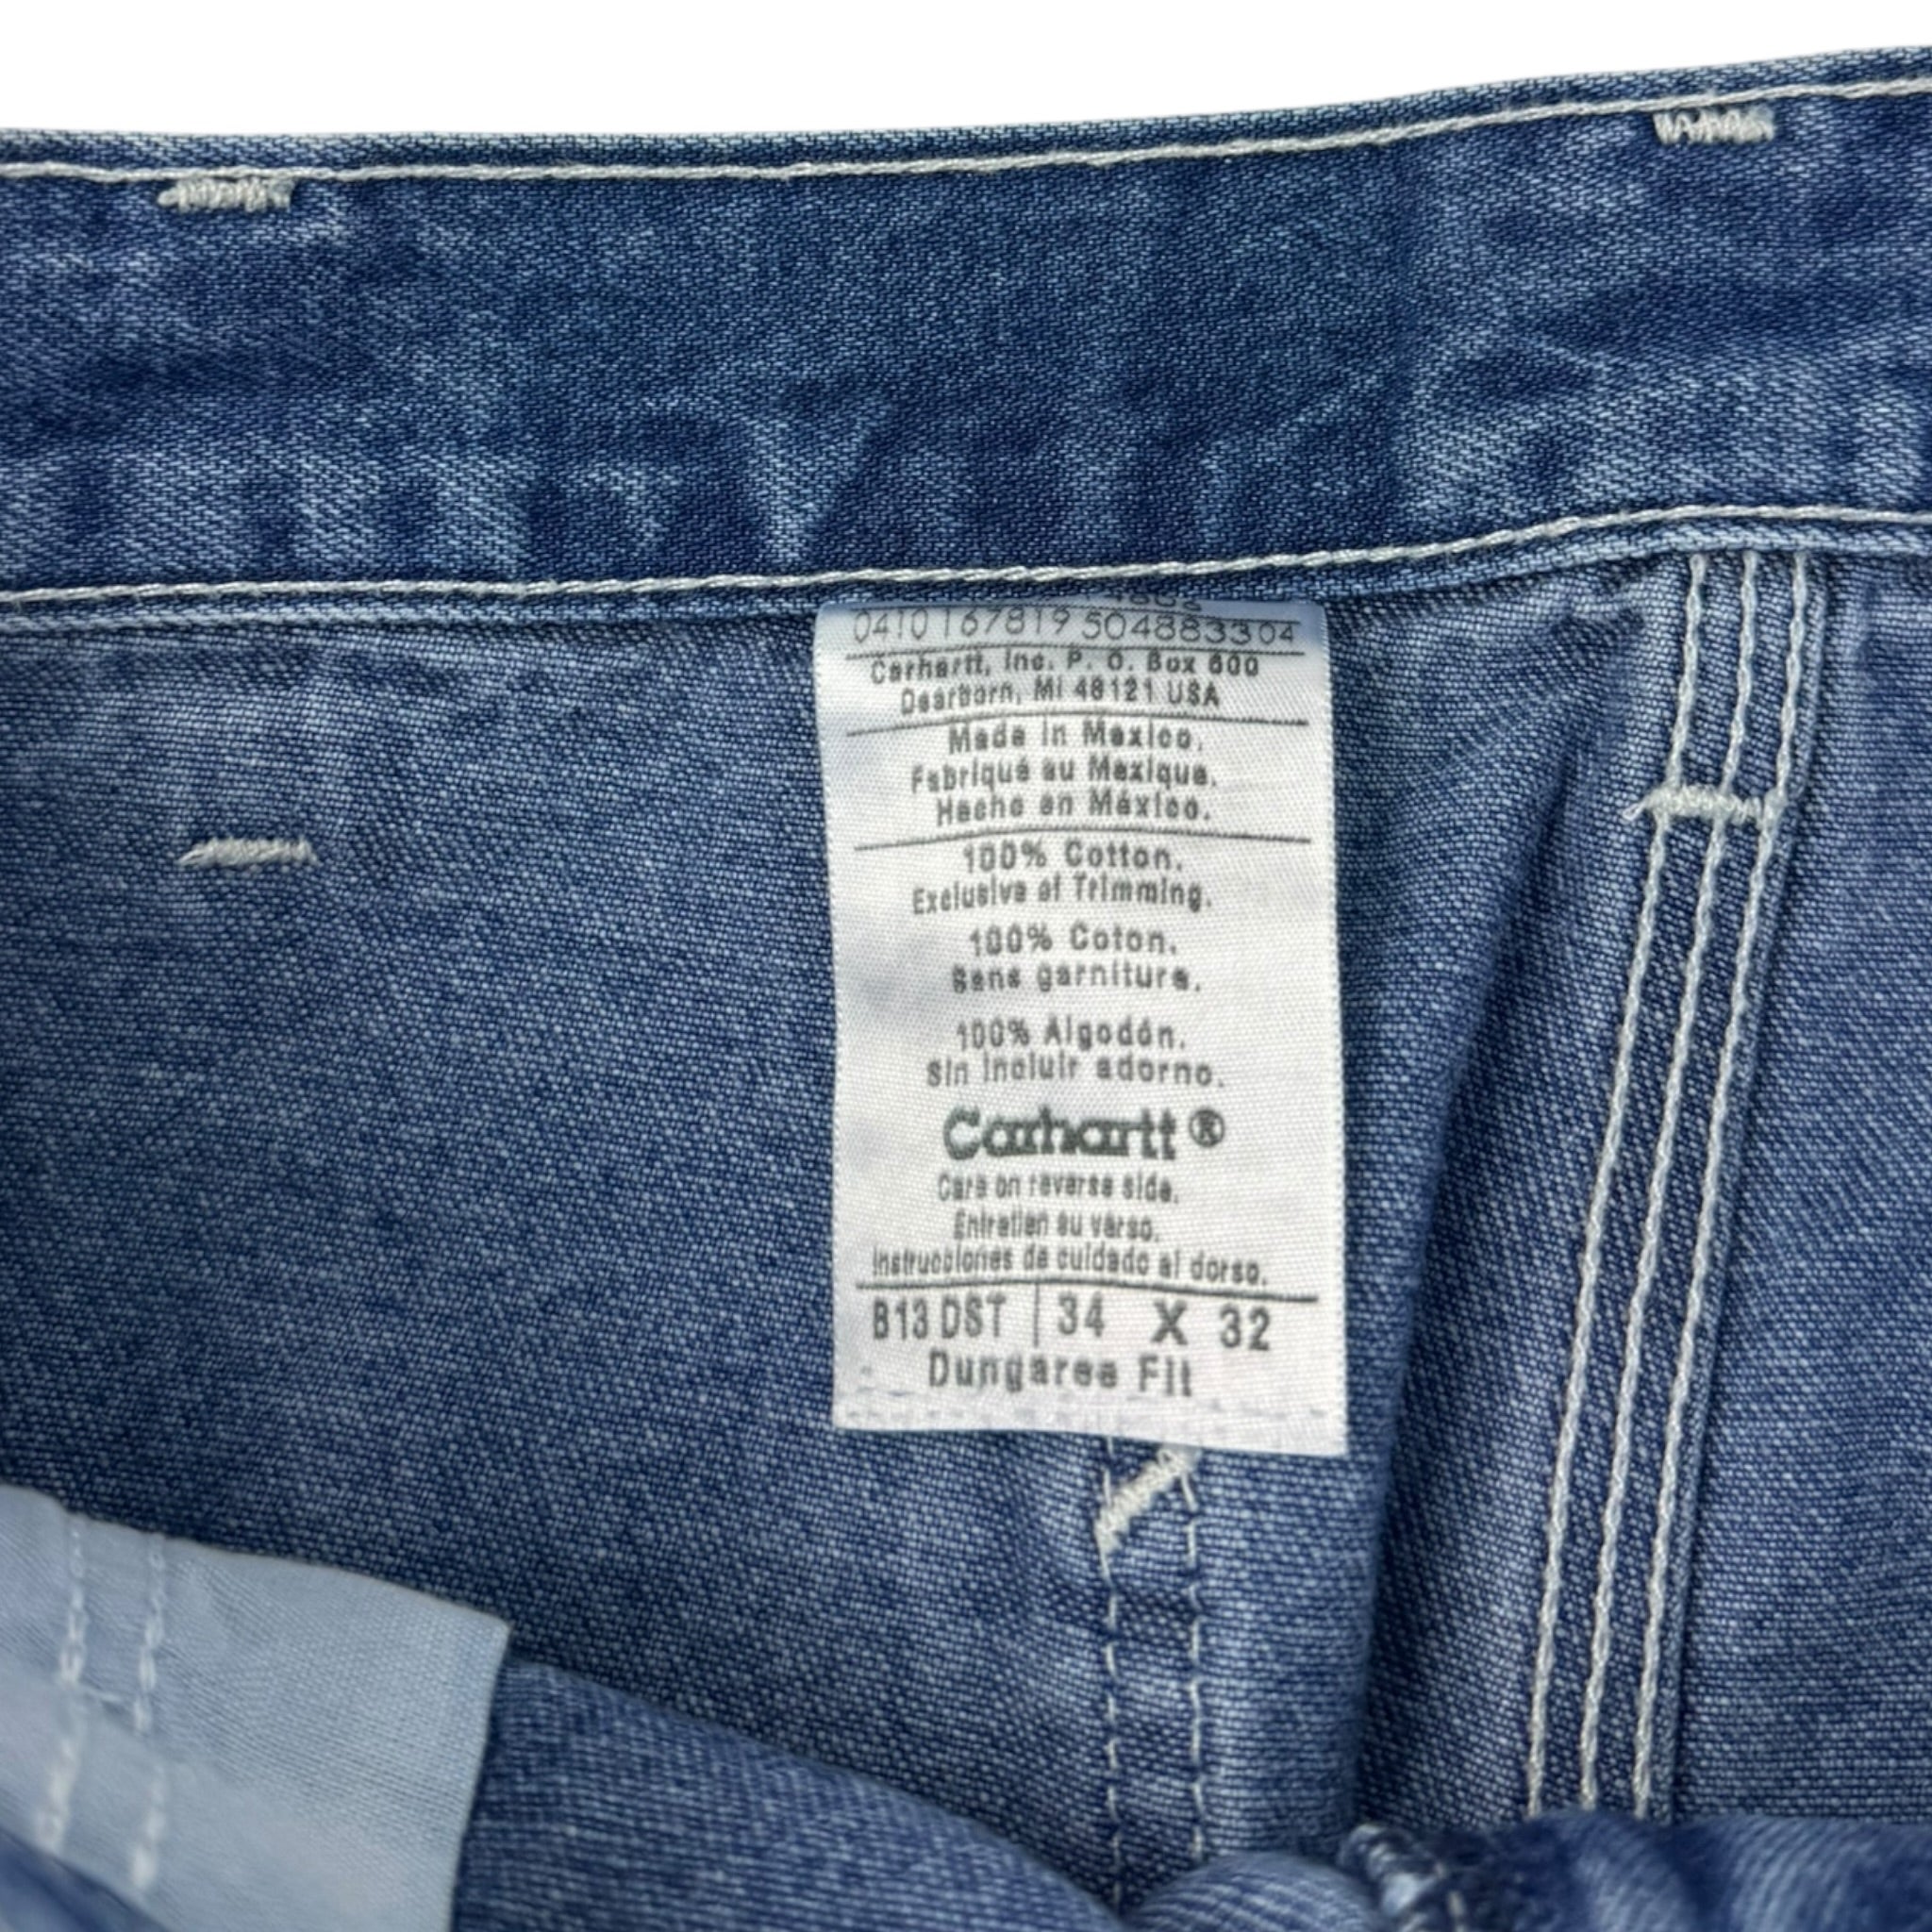 0410 167819 504883304
Carhartt, Inc. P. O. Box 600
Dearborn, MI 48121 USA
Made in Mexico.
Fabriqué au Mexique.
Hecho en México.
100% Cotton.
Exclusive of Trimming.
100% Coton.
Sans garniture.
100% Algodón.
Sin incluir adorno.
Carhartt®
Care on reverse side.
Entretien au verso.
Instrucciones de cuidado al dorso.
B13 DST | 34 X 32
Dungaree Fit